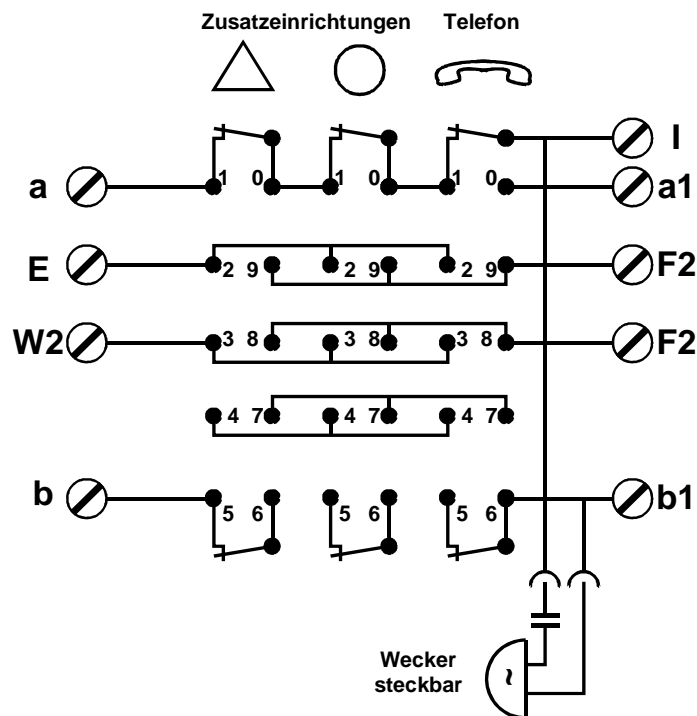 Zusatzeinrichtungen Telefon
I
a 1 0 1 0 1 0 a1
E 2 9 2 9 2 9 F2
W2 3 8 3 8 3 8 F2
4 7 4 7 4 7
b 5 6 5 6 5 6 b1
Wecker ~
steckbar